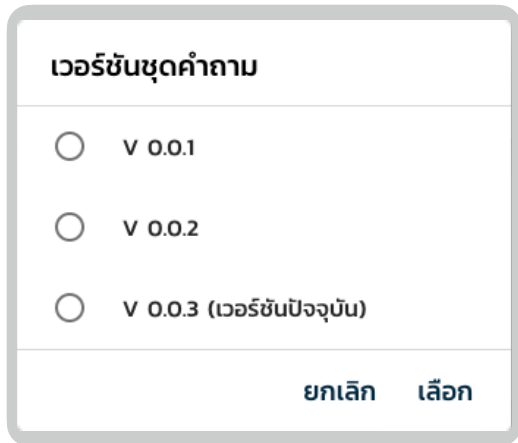 เวอร์ชันชุดคำถาม
V 0.0.1
V 0.0.2
V 0.0.3 (เวอร์ชันปัจจุบัน)
ยกเลิก เลือก